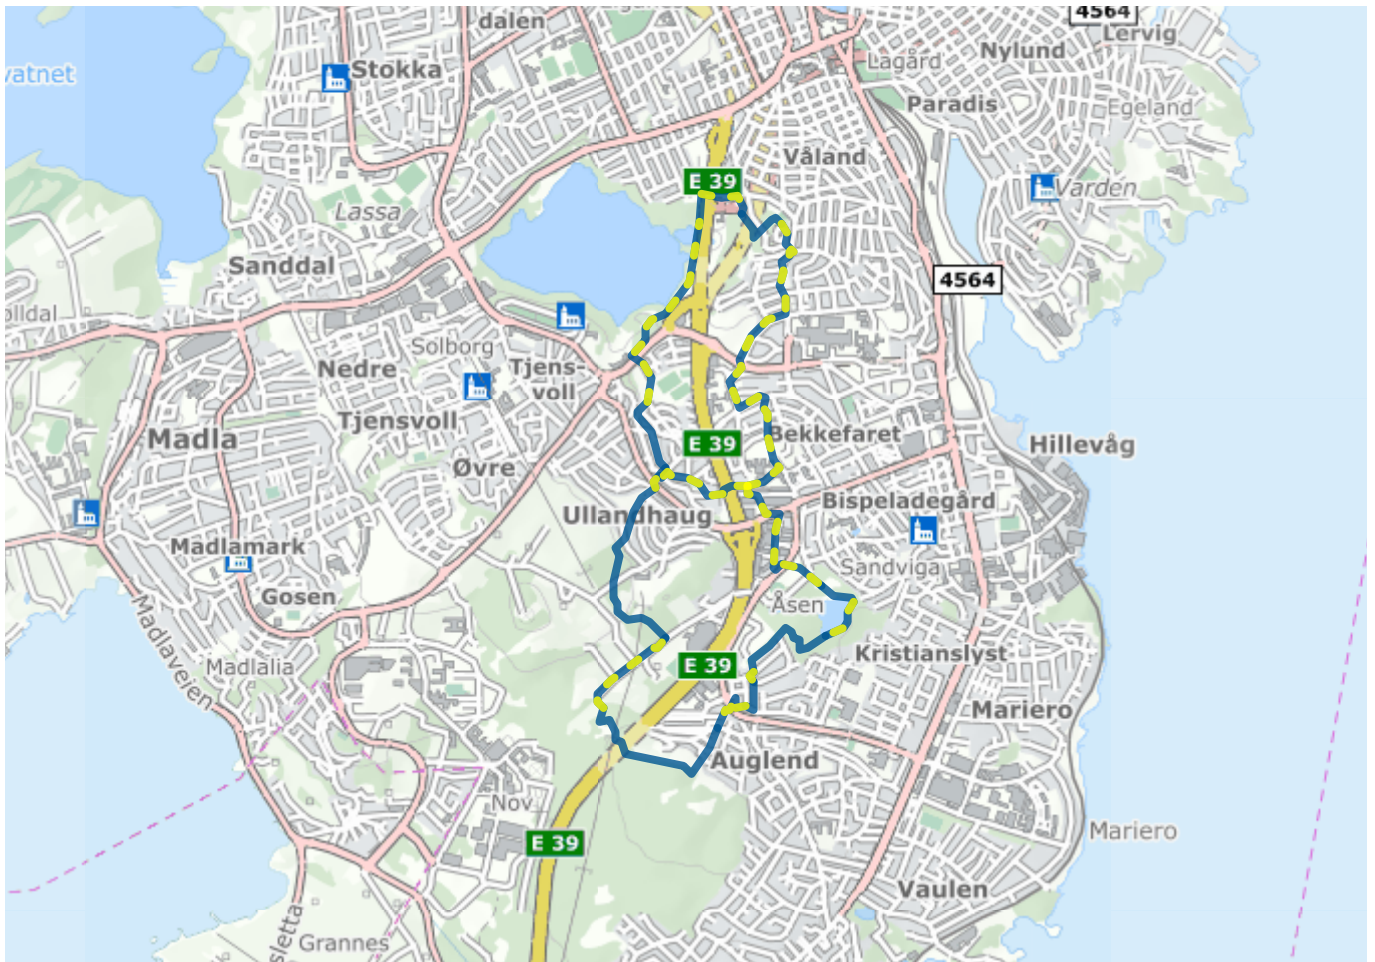 4564
dalen
Lervig
Nylund
Lagård
vatnet
Stokka
Paradis
Egeland
Våland
E 39
Varden
Lassa
Sanddal
4564
olldal
Solborg
Nedre
Tjens-
voll
Tjensvoll
Madla
E 39
Bekkefaret
Hillevåg
Øvre
Ullandhaug
Bispeladegård
Madlamark
Sandviga
Gosen
Åsen
Madlaveien
Madlalia
E 39
Kristianslyst
Mariero
Auglend
Nov
Mariero
E 39
Vaulen
sletta
Grannes